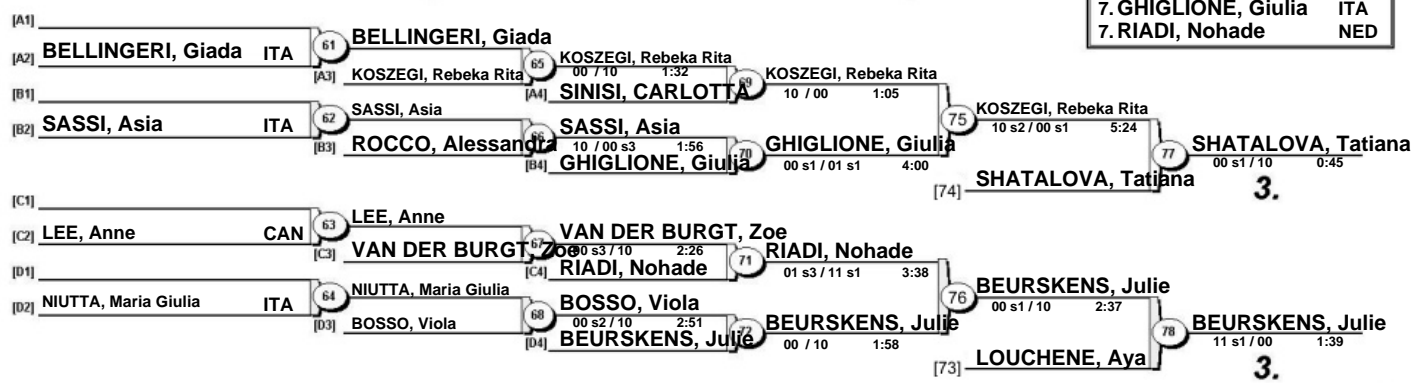 7. GHIGLIONE, Giulia ITA
7. RIADI, Nohade NED
[A1]
[A2] BELLINGERI, Giada ITA
61 BELLINGERI, Giada
[A3] KOSZEGI, Rebeka Rita
65 KOSZEGI, Rebeka Rita
00 / 10 1:32
[A4] SINISI, CARLOTTA
69 KOSZEGI, Rebeka Rita
10 / 00 1:05
[B1]
[B2] SASSI, Asia ITA
62 SASSI, Asia
[B3] ROCCO, Alessandra
66 SASSI, Asia
10 / 00 s3 1:56
[B4] GHIGLIONE, Giulia
70 GHIGLIONE, Giulia
00 s1 / 01 s1 4:00
75 KOSZEGI, Rebeka Rita
10 s2 / 00 s1 5:24
[74] SHATALOVA, Tatiana
77 SHATALOVA, Tatiana
00 s1 / 10 0:45
3.
[C1]
[C2] LEE, Anne CAN
63 LEE, Anne
[C3] VAN DER BURGT, Zoe
67 VAN DER BURGT, Zoe
00 s3 / 10 2:26
[C4] RIADI, Nohade
71 RIADI, Nohade
01 s3 / 11 s1 3:38
[D1]
[D2] NIUTTA, Maria Giulia ITA
64 NIUTTA, Maria Giulia
[D3] BOSSO, Viola
68 BOSSO, Viola
00 s2 / 10 2:51
[D4] BEURSKENS, Julie
72 BEURSKENS, Julie
00 / 10 1:58
76 BEURSKENS, Julie
00 s1 / 10 2:37
[73] LOUCHENE, Aya
78 BEURSKENS, Julie
11 s1 / 00 1:39
3.